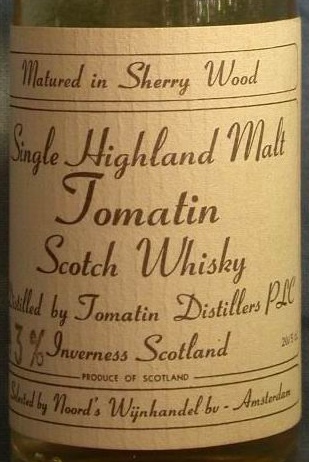 Matured in Sherry Wood
Single Highland Malt
Tomatin
Scotch Whisky
Distilled by Tomatin Distillers PLC
3% Inverness Scotland
PRODUCE OF SCOTLAND
Selected by Noord's Wijnhandel bv - Amsterdam